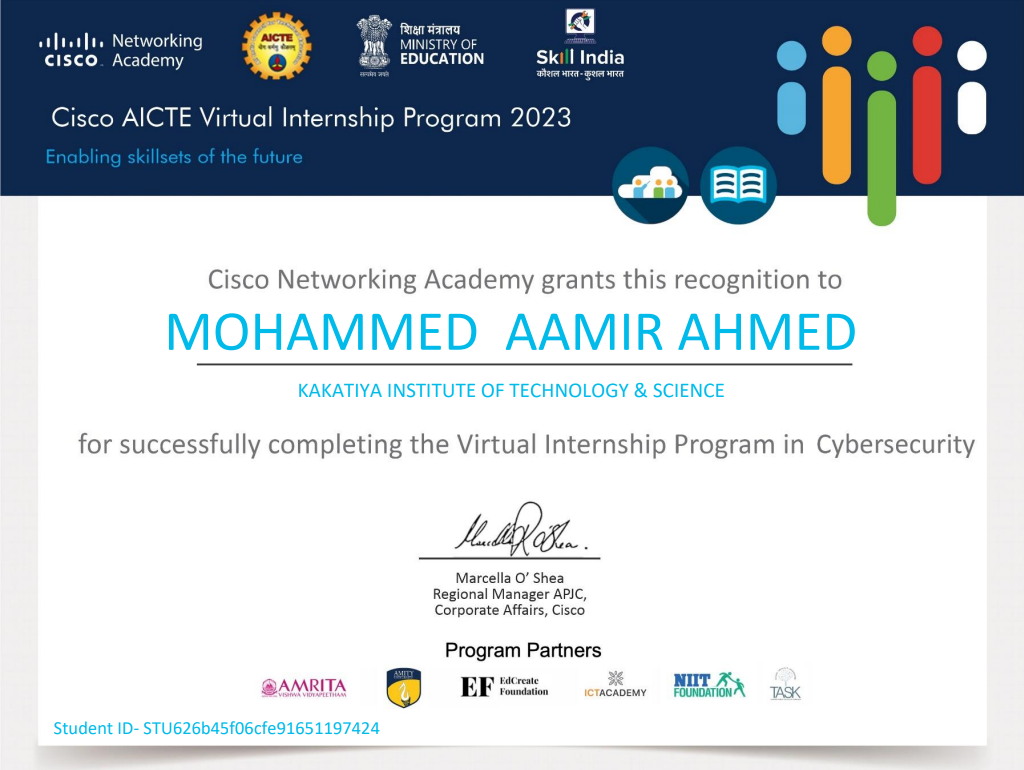 Networking
CISCO Academy
AICTE
शिक्षा मंत्रालय
MINISTRY OF
EDUCATION
सत्यमेव जयते
Skill India
कौशल भारत - कुशल भारत
Cisco AICTE Virtual Internship Program 2023
Enabling skillsets of the future
Cisco Networking Academy grants this recognition to
MOHAMMED AAMIR AHMED
KAKATIYA INSTITUTE OF TECHNOLOGY & SCIENCE
for successfully completing the Virtual Internship Program in Cybersecurity
Marcella O’ Shea
Regional Manager APJC,
Corporate Affairs, Cisco
Program Partners
AMRITA
VISHWA VIDYAPEETHAM
AMITY
EF EdCreate
Foundation
ICTACADEMY
NIIT
FOUNDATION
TASK
Student ID- STU626b45f06cfe91651197424